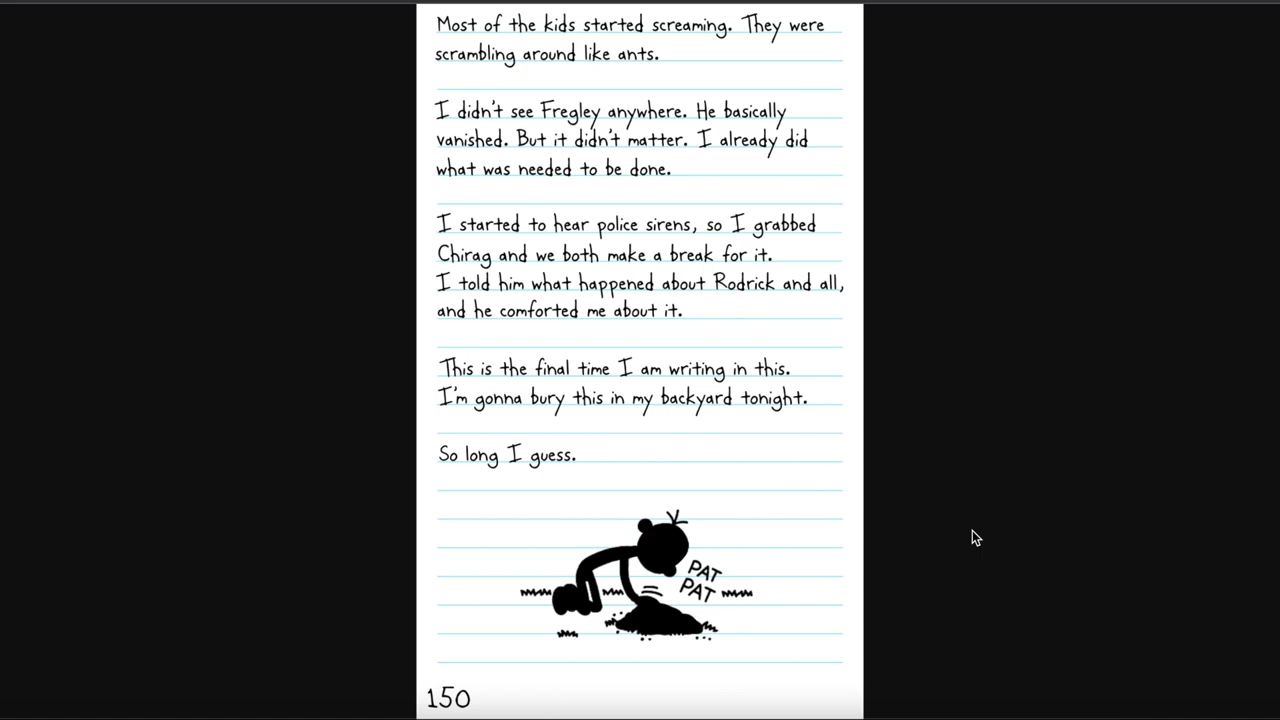 Most of the kids started screaming. They were
scrambling around like ants.
I didn't see Fregley anywhere. He basically
vanished. But it didn't matter. I already did
what was needed to be done.
I started to hear police sirens, so I grabbed
Chirag and we both make a break for it.
I told him what happened about Rodrick and all,
and he comforted me about it.
This is the final time I am writing in this.
I'm gonna bury this in my backyard tonight.
So long I guess.
PAT
PAT
150